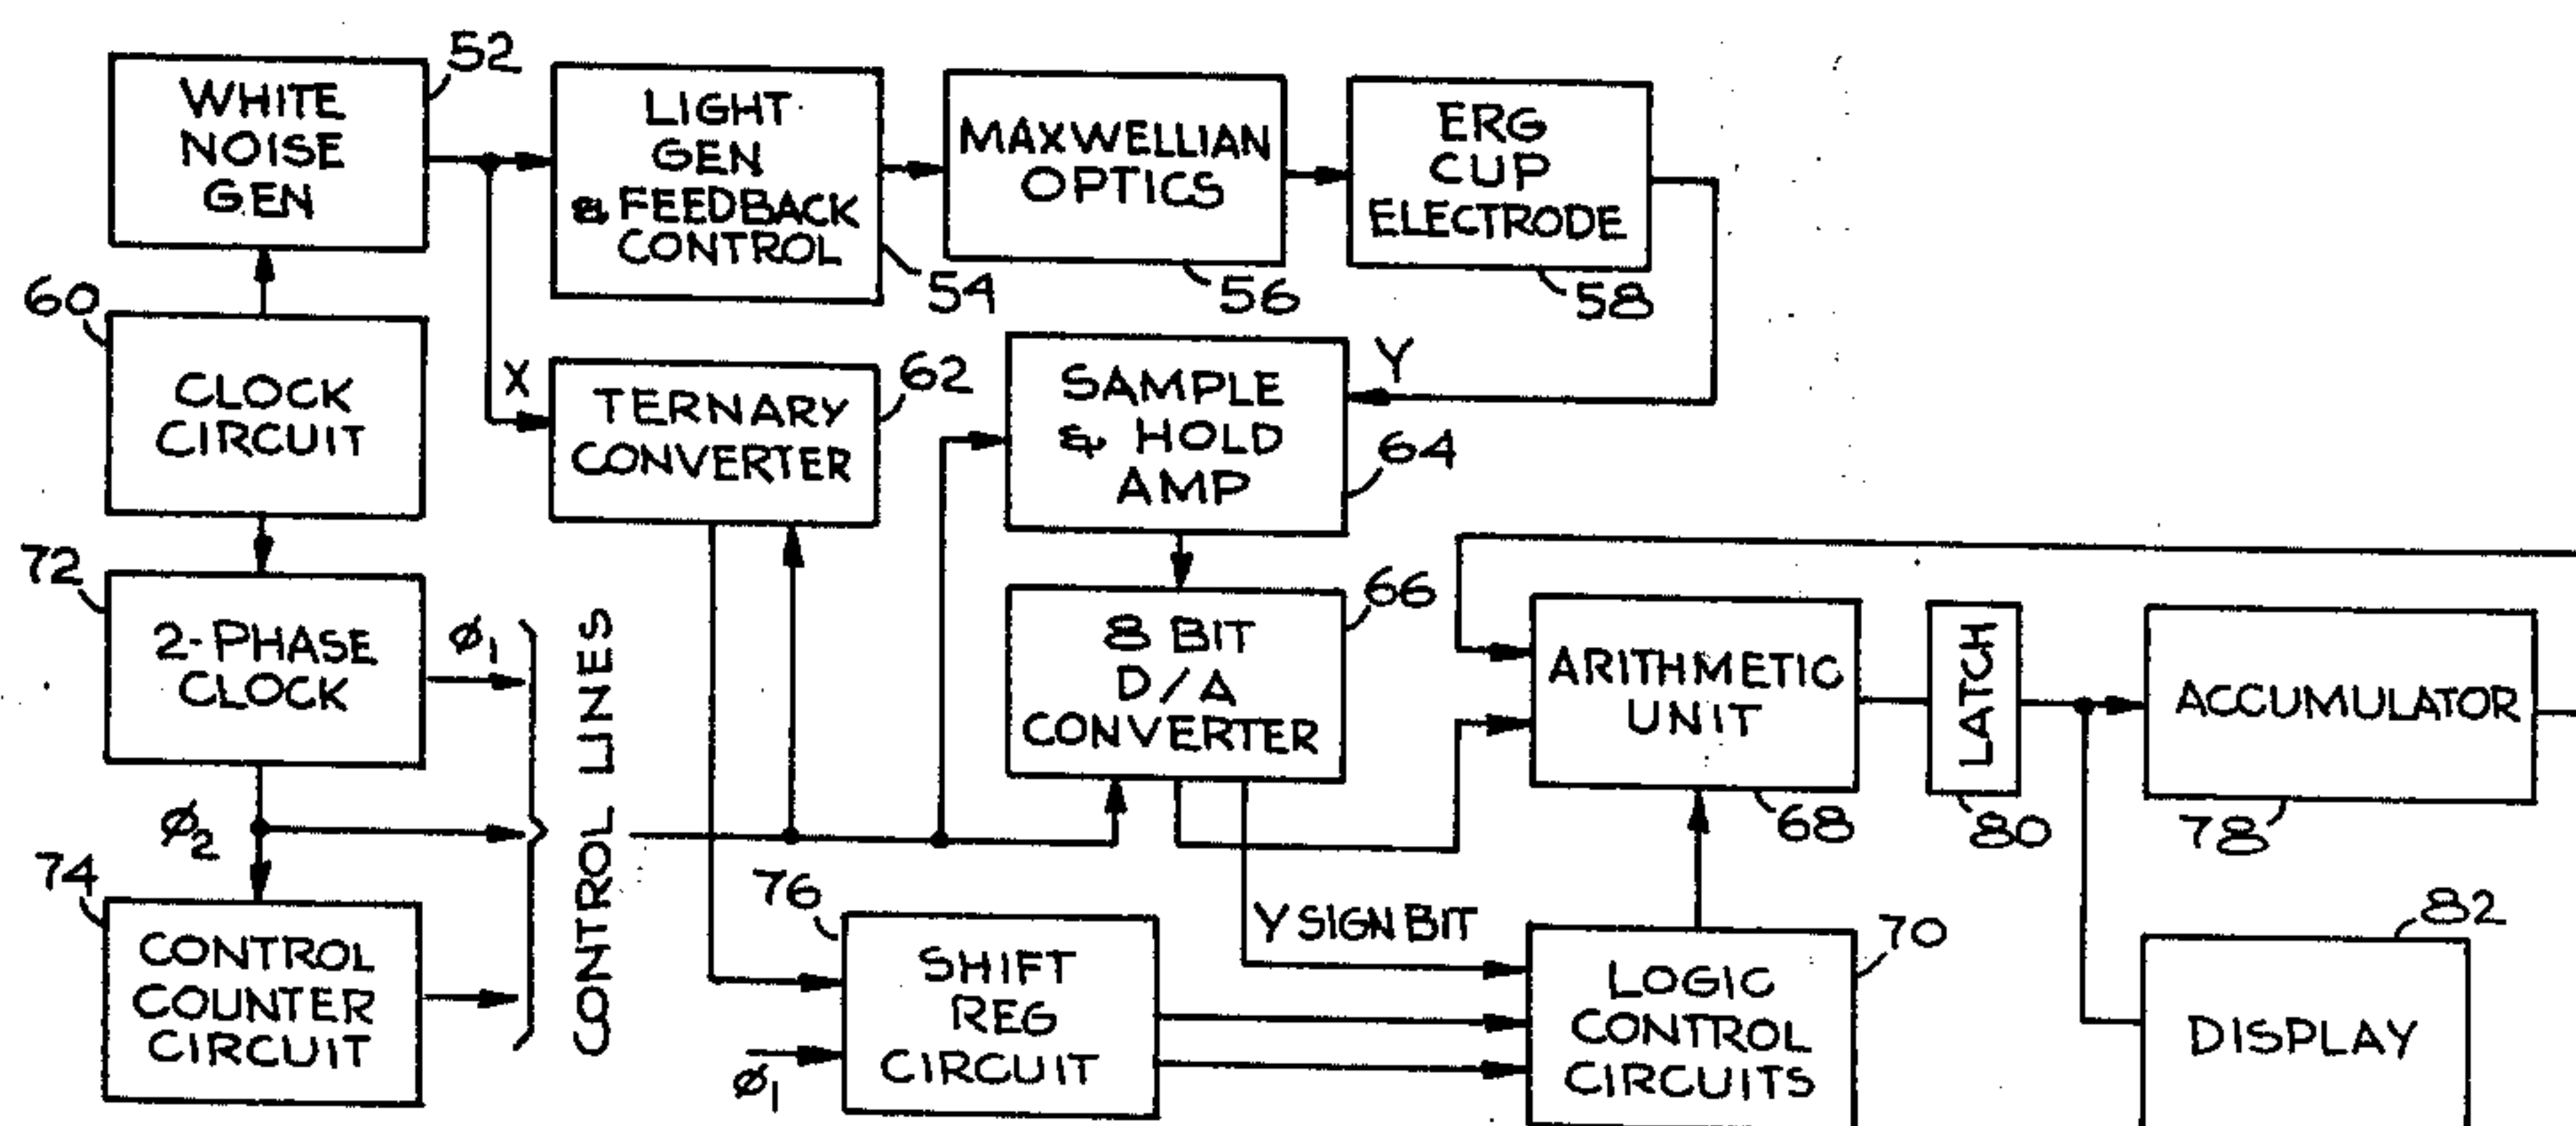 52
WHITE
NOISE
GEN
LIGHT
GEN
& FEEDBACK
CONTROL
54
MAXWELLIAN
OPTICS
56
ERG
CUP
ELECTRODE
58
60
CLOCK
CIRCUIT
X
TERNARY
CONVERTER
62
SAMPLE
& HOLD
AMP
Y
64
72
2-PHASE
CLOCK
ø1
ø2
CONTROL LINES
8 BIT
D/A
CONVERTER
66
ARITHMETIC
UNIT
68
LATCH
80
ACCUMULATOR
78
74
CONTROL
COUNTER
CIRCUIT
76
SHIFT
REG
CIRCUIT
ø1
Y SIGN BIT
LOGIC
CONTROL
CIRCUITS
70
82
DISPLAY